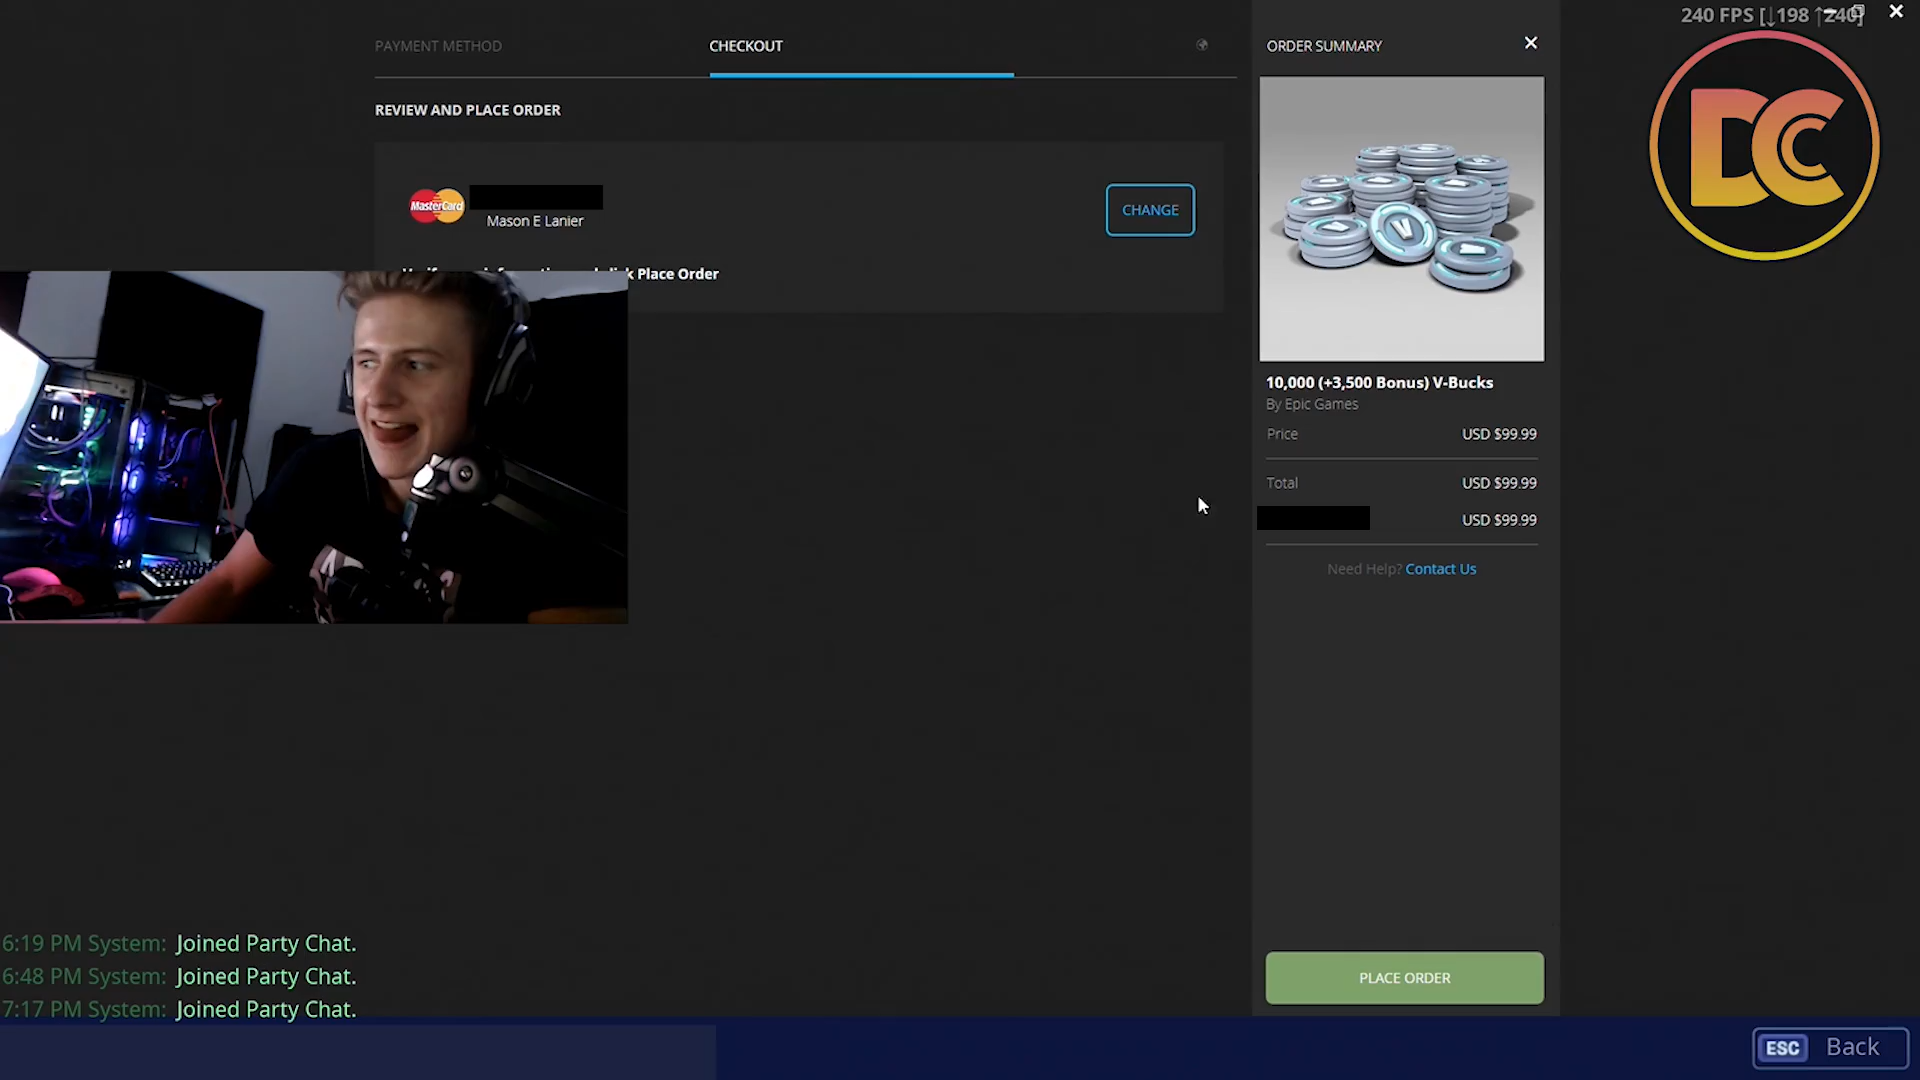 240 FPS [↓198 ↑240]
PAYMENT METHOD
CHECKOUT
ORDER SUMMARY
DCC
REVIEW AND PLACE ORDER
MasterCard
Mason E Lanier
CHANGE
k Place Order
10,000 (+3,500 Bonus) V-Bucks
By Epic Games
Price USD $99.99
Total USD $99.99
USD $99.99
Need Help? Contact Us
6:19 PM System: Joined Party Chat.
6:48 PM System: Joined Party Chat.
7:17 PM System: Joined Party Chat.
PLACE ORDER
ESC Back